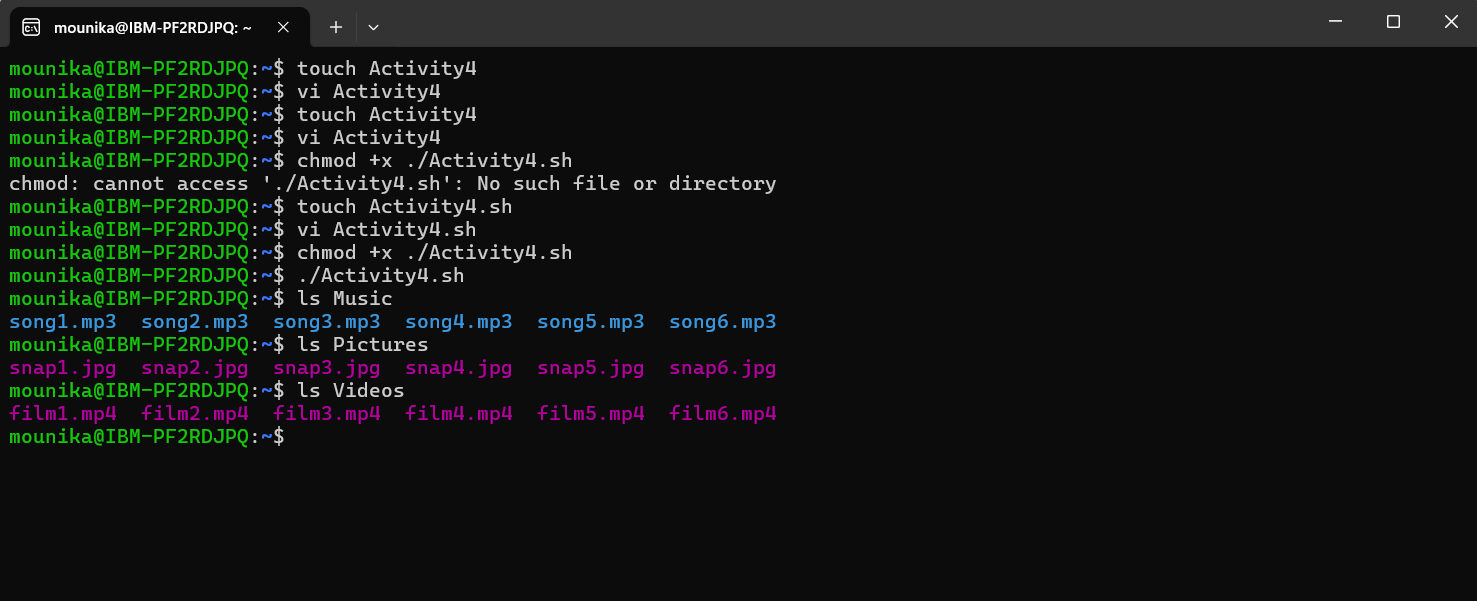 mounika@IBM-PF2RDJPQ: ~
mounika@IBM-PF2RDJPQ:~$ touch Activity4
mounika@IBM-PF2RDJPQ:~$ vi Activity4
mounika@IBM-PF2RDJPQ:~$ touch Activity4
mounika@IBM-PF2RDJPQ:~$ vi Activity4
mounika@IBM-PF2RDJPQ:~$ chmod +x ./Activity4.sh
chmod: cannot access './Activity4.sh': No such file or directory
mounika@IBM-PF2RDJPQ:~$ touch Activity4.sh
mounika@IBM-PF2RDJPQ:~$ vi Activity4.sh
mounika@IBM-PF2RDJPQ:~$ chmod +x ./Activity4.sh
mounika@IBM-PF2RDJPQ:~$ ./Activity4.sh
mounika@IBM-PF2RDJPQ:~$ ls Music
song1.mp3  song2.mp3  song3.mp3  song4.mp3  song5.mp3  song6.mp3
mounika@IBM-PF2RDJPQ:~$ ls Pictures
snap1.jpg  snap2.jpg  snap3.jpg  snap4.jpg  snap5.jpg  snap6.jpg
mounika@IBM-PF2RDJPQ:~$ ls Videos
film1.mp4  film2.mp4  film3.mp4  film4.mp4  film5.mp4  film6.mp4
mounika@IBM-PF2RDJPQ:~$